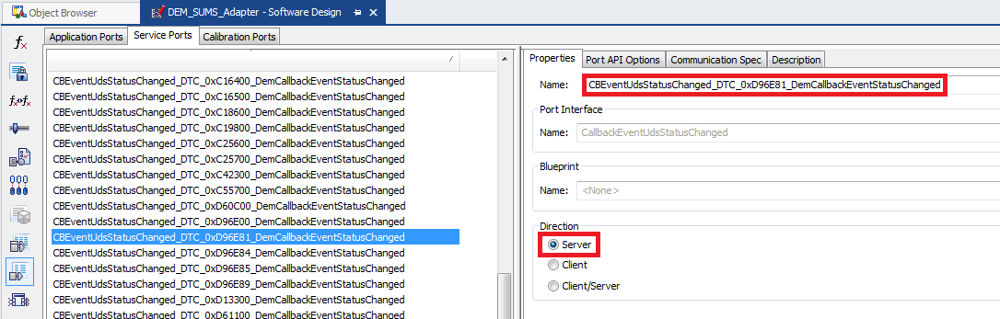 Object Browser
DEM_SUMS_Adapter - Software Design
Application Ports
Service Ports
Calibration Ports
CBEventUdsStatusChanged_DTC_0xC16400_DemCallbackEventStatusChanged
CBEventUdsStatusChanged_DTC_0xC16500_DemCallbackEventStatusChanged
CBEventUdsStatusChanged_DTC_0xC18600_DemCallbackEventStatusChanged
CBEventUdsStatusChanged_DTC_0xC19800_DemCallbackEventStatusChanged
CBEventUdsStatusChanged_DTC_0xC25600_DemCallbackEventStatusChanged
CBEventUdsStatusChanged_DTC_0xC25700_DemCallbackEventStatusChanged
CBEventUdsStatusChanged_DTC_0xC42300_DemCallbackEventStatusChanged
CBEventUdsStatusChanged_DTC_0xC55700_DemCallbackEventStatusChanged
CBEventUdsStatusChanged_DTC_0xD60C00_DemCallbackEventStatusChanged
CBEventUdsStatusChanged_DTC_0xD96E00_DemCallbackEventStatusChanged
CBEventUdsStatusChanged_DTC_0xD96E81_DemCallbackEventStatusChanged
CBEventUdsStatusChanged_DTC_0xD96E84_DemCallbackEventStatusChanged
CBEventUdsStatusChanged_DTC_0xD96E85_DemCallbackEventStatusChanged
CBEventUdsStatusChanged_DTC_0xD96E89_DemCallbackEventStatusChanged
CBEventUdsStatusChanged_DTC_0xD13300_DemCallbackEventStatusChanged
CBEventUdsStatusChanged_DTC_0xD61100_DemCallbackEventStatusChanged
Properties
Port API Options
Communication Spec
Description
Name: CBEventUdsStatusChanged_DTC_0xD96E81_DemCallbackEventStatusChanged
Port Interface
Name: CallbackEventUdsStatusChanged
Blueprint
Name: <None>
Direction
Server
Client
Client/Server